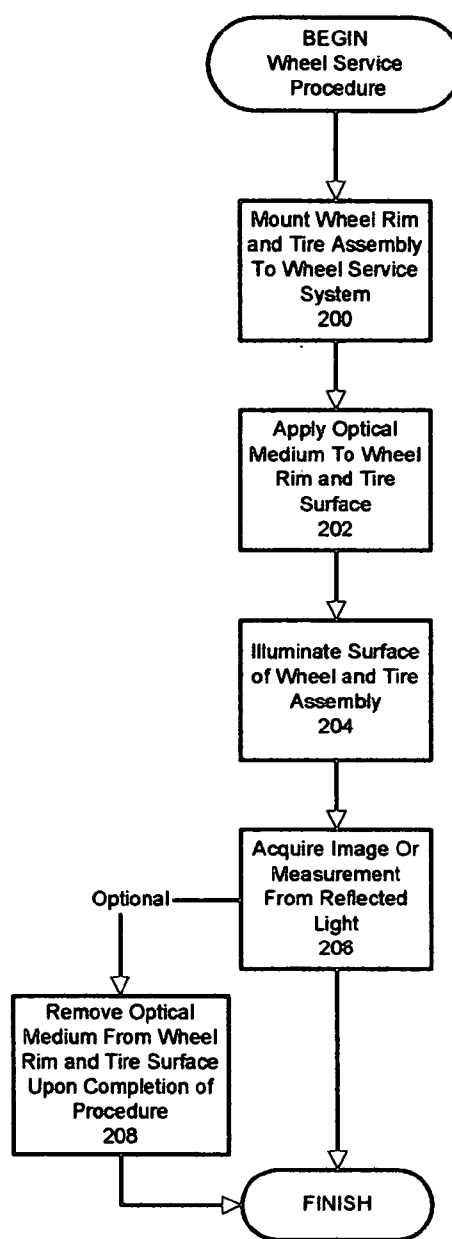 BEGIN
Wheel Service
Procedure
Mount Wheel Rim
and Tire Assembly
To Wheel Service
System
200
Apply Optical
Medium To Wheel
Rim and Tire
Surface
202
Illuminate Surface
of Wheel and Tire
Assembly
204
Acquire Image Or
Measurement
From Reflected
Light
206
Optional
Remove Optical
Medium From Wheel
Rim and Tire Surface
Upon Completion of
Procedure
208
FINISH